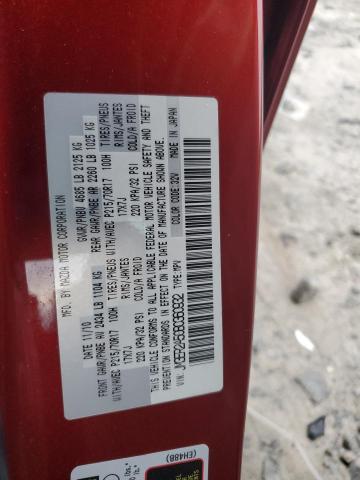 MFD. BY MAZDA MOTOR CORPORATION
DATE 11/10 GVWR/PNBV 4685 LB 2125 KG
GAWR FRONT/PNBE AV 2434 LB 1104 KG REAR GAWR/PNBE AR 2260 LB 1025 KG
WITH/AVEC P215/70R17 100H TIRES/PNEUS WITH/AVEC P215/70R17 100H TIRES/PNEUS
17X7J RIMS/JANTES 17X7J RIMS/JANTES
220 KPA/32 PSI COLD/A FROID 220 KPA/32 PSI COLD/A FROID
THIS VEHICLE CONFORMS TO ALL APPLICABLE FEDERAL MOTOR VEHICLE SAFETY AND THEFT
PREVENTION STANDARDS IN EFFECT ON THE DATE OF MANUFACTURE SHOWN ABOVE.
V.I.N.: TYPE: MPV COLOR CODE: 32V MADE IN JAPAN
(EH48B)
lbs.*